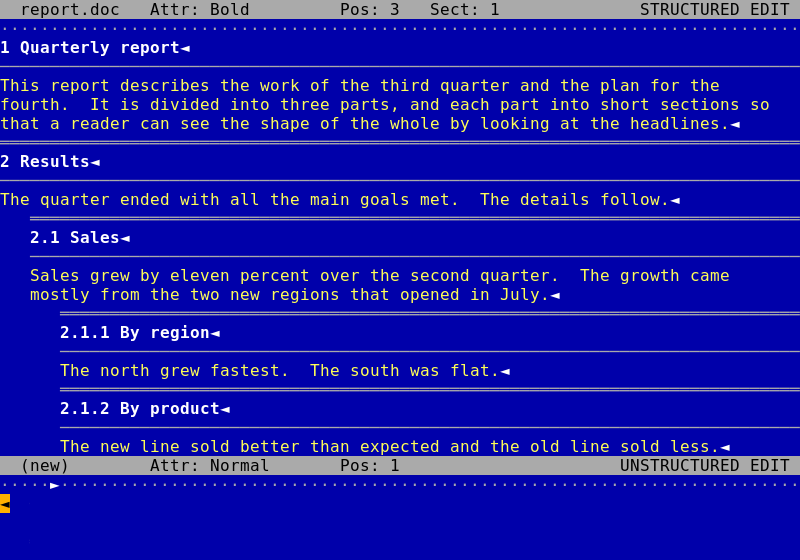 report.doc   Attr: Bold         Pos: 3   Sect: 1              STRUCTURED EDIT
1 Quarterly report◄
This report describes the work of the third quarter and the plan for the
fourth.  It is divided into three parts, and each part into short sections so
that a reader can see the shape of the whole by looking at the headlines.◄
2 Results◄
The quarter ended with all the main goals met.  The details follow.◄
2.1 Sales◄
Sales grew by eleven percent over the second quarter.  The growth came
mostly from the two new regions that opened in July.◄
2.1.1 By region◄
The north grew fastest.  The south was flat.◄
2.1.2 By product◄
The new line sold better than expected and the old line sold less.◄
(new)        Attr: Normal       Pos: 1                      UNSTRUCTURED EDIT
►
◄